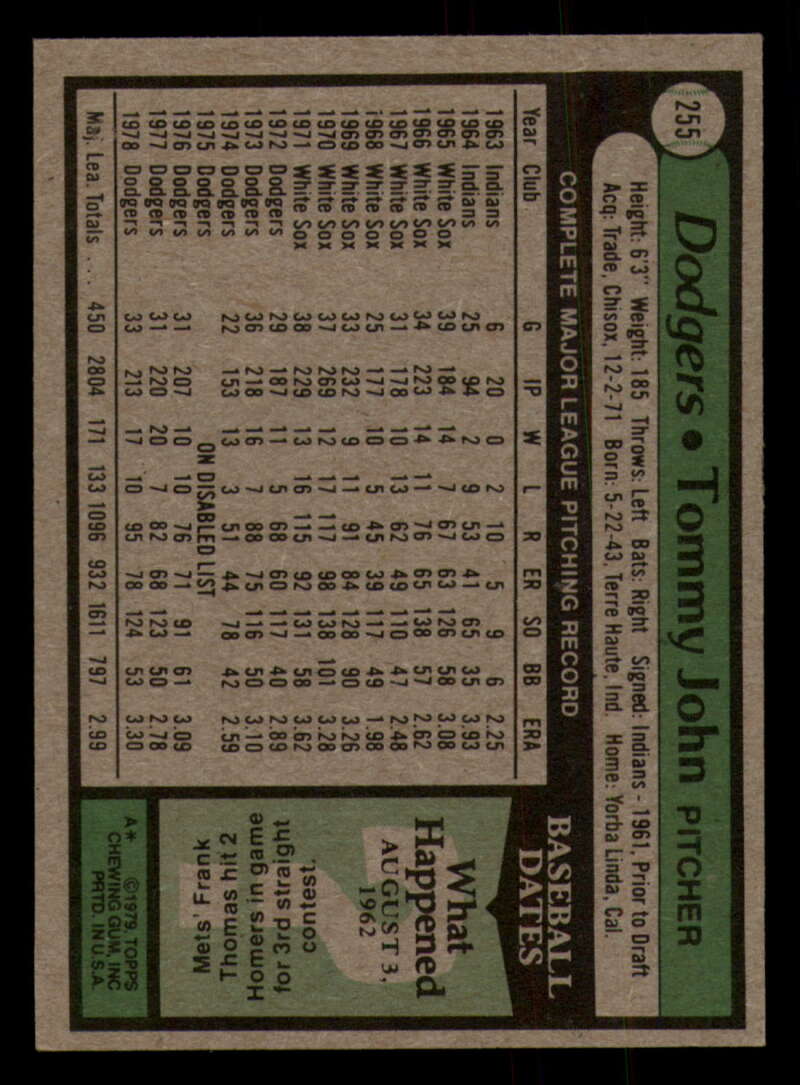 255
Dodgers • Tommy John PITCHER
Height: 6'3" Weight: 185 Throws: Left Bats: Right Signed: Indians - 1961, Prior to Draft
Acq: Trade, Chisox, 12-2-71 Born: 5-22-43, Terre Haute, Ind. Home: Yorba Linda, Cal.
COMPLETE MAJOR LEAGUE PITCHING RECORD
Year Club G IP W L R ER SO BB ERA
1963 Indians 6 20 0 2 10 5 9 6 2.25
1964 Indians 25 94 2 9 53 41 65 35 3.93
1965 White Sox 39 184 14 7 67 63 126 58 3.08
1966 White Sox 34 223 14 11 76 65 138 57 2.62
1967 White Sox 31 178 10 13 62 49 110 47 2.48
1968 White Sox 25 177 10 5 45 39 117 49 1.98
1969 White Sox 33 232 9 11 91 84 128 90 3.26
1970 White Sox 37 269 12 17 117 98 138 101 3.28
1971 White Sox 38 229 13 16 115 92 131 58 3.62
1972 Dodgers 29 187 11 5 68 60 117 40 2.89
1973 Dodgers 36 218 16 7 88 75 116 50 3.10
1974 Dodgers 22 153 13 3 51 44 78 42 2.59
1975 Dodgers ON DISABLED LIST
1976 Dodgers 31 207 10 10 76 71 91 61 3.09
1977 Dodgers 31 220 20 7 82 68 123 50 2.78
1978 Dodgers 33 213 17 10 95 78 124 53 3.30
Maj. Lea. Totals . . . 450 2804 171 133 1096 932 1611 797 2.99
BASEBALL
DATES
What
Happened
AUGUST 3,
1962
Mets' Frank
Thomas hit 2
Homers in game
for 3rd straight
contest.
A* ©1979, TOPPS
CHEWING GUM, INC
PRTD. IN U.S.A.